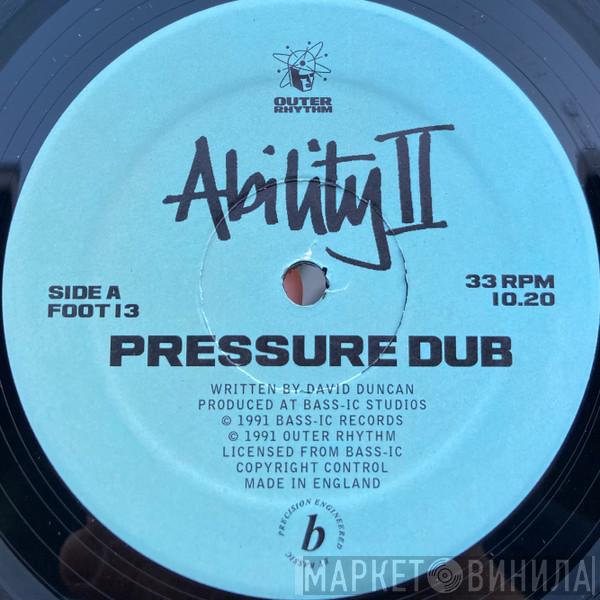 OUTER
RHYTHM
Ability II
SIDE A
FOOT 13
33 RPM
10.20
PRESSURE DUB
WRITTEN BY DAVID DUNCAN
PRODUCED AT BASS-IC STUDIOS
© 1991 BASS-IC RECORDS
© 1991 OUTER RHYTHM
LICENSED FROM BASS-IC
COPYRIGHT CONTROL
MADE IN ENGLAND
PRECISION ENGINEERED
b
МАРКЕТ ВИНИЛА